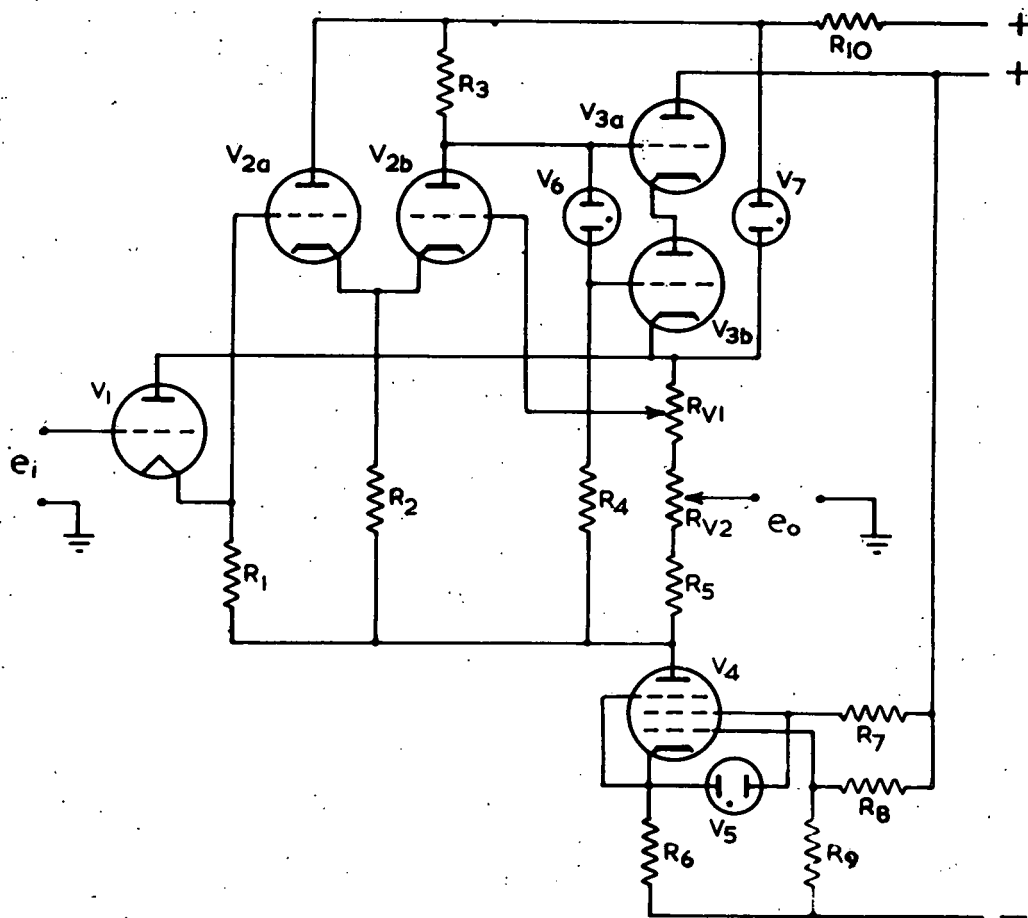 +
R10
+
R3
V3a
V2a
V2b
V6
V7
V3b
V1
RV1
ei
R2
R4
RV2
eo
R1
R5
V4
R7
R8
V5
R6
R9
−